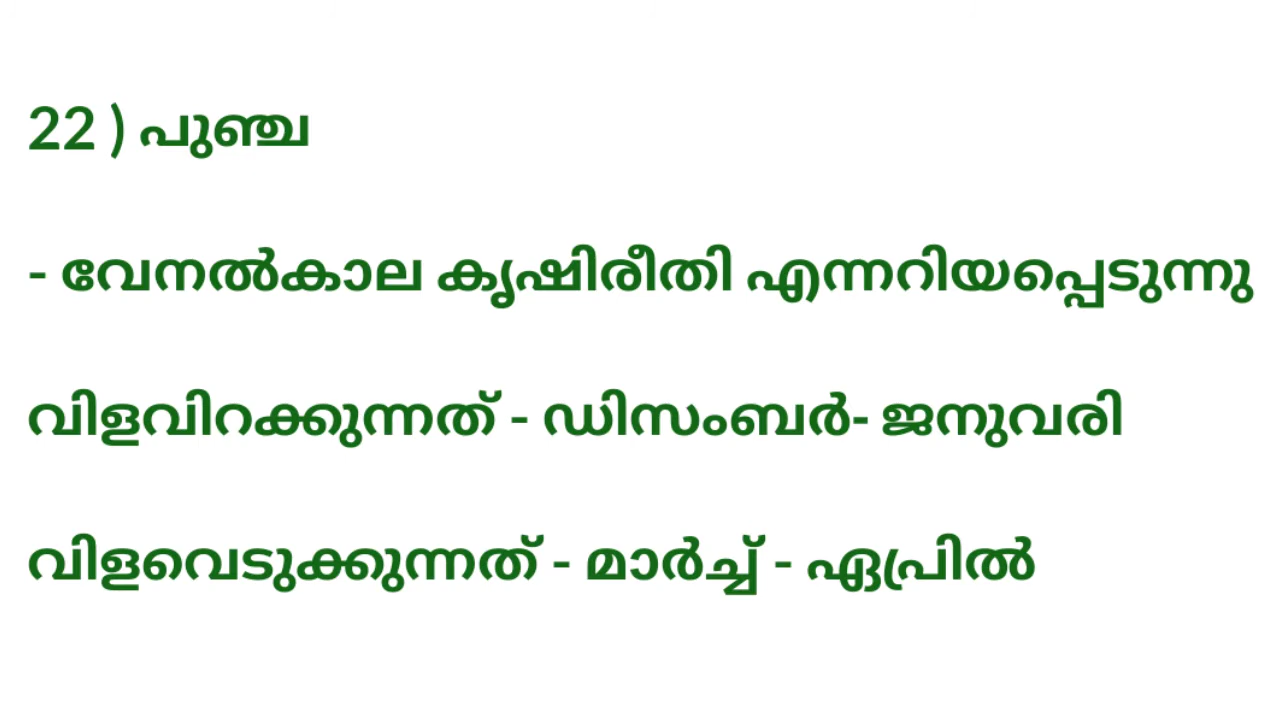 22 ) പുഞ്ച
- വേനൽകാല കൃഷിരീതി എന്നറിയപ്പെടുന്നു
വിളവിറക്കുന്നത് - ഡിസംബർ- ജനുവരി
വിളവെടുക്കുന്നത് - മാർച്ച് - ഏപ്രിൽ